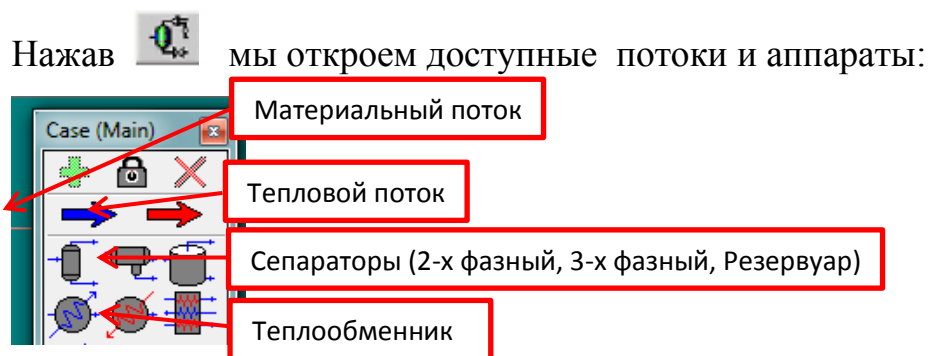 Нажав мы откроем доступные потоки и аппараты:
Материальный поток
Case (Main)
Тепловой поток
Сепараторы (2-х фазный, 3-х фазный, Резервуар)
Теплообменник